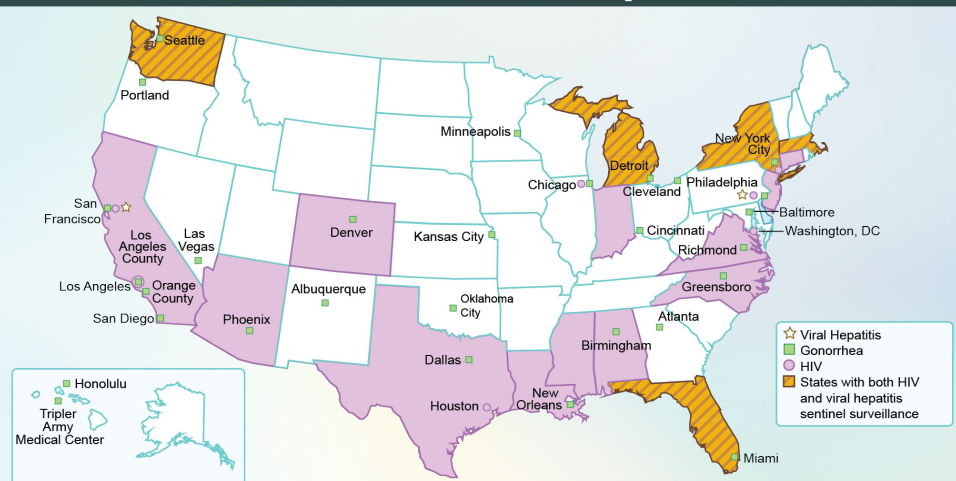 Seattle
Portland
Minneapolis
New York
City
Detroit
Chicago
Cleveland
Philadelphia
San
Francisco
Baltimore
Los
Angeles
County
Las
Vegas
Denver
Kansas City
Cincinnati
Washington, DC
Richmond
Los Angeles
Orange
County
Albuquerque
Oklahoma
City
Greensboro
San Diego
Phoenix
Atlanta
Birmingham
Dallas
Houston
New
Orleans
Miami
Honolulu
Tripler
Army
Medical Center
Viral Hepatitis
Gonorrhea
HIV
States with both HIV
and viral hepatitis
sentinel surveillance